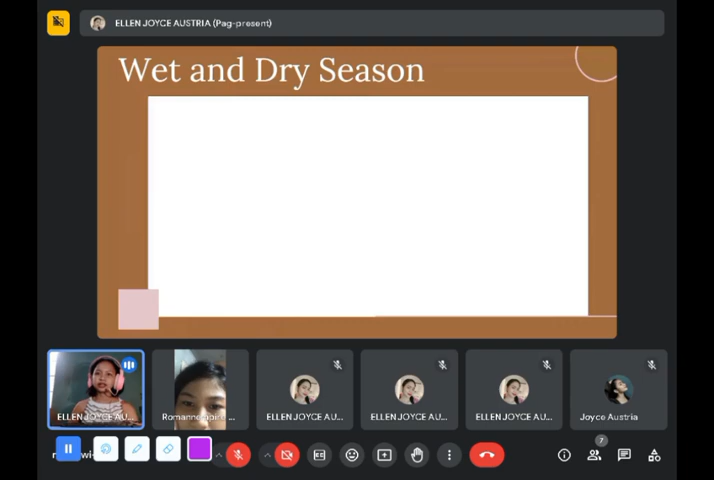 ELLEN JOYCE AUSTRIA (Pag-present)
Wet and Dry Season
ELLEN JOYCE AU...
ELLEN JOYCE AU...
ELLEN JOYCE AU...
ELLEN JOYCE AU...
Joyce Austria
7